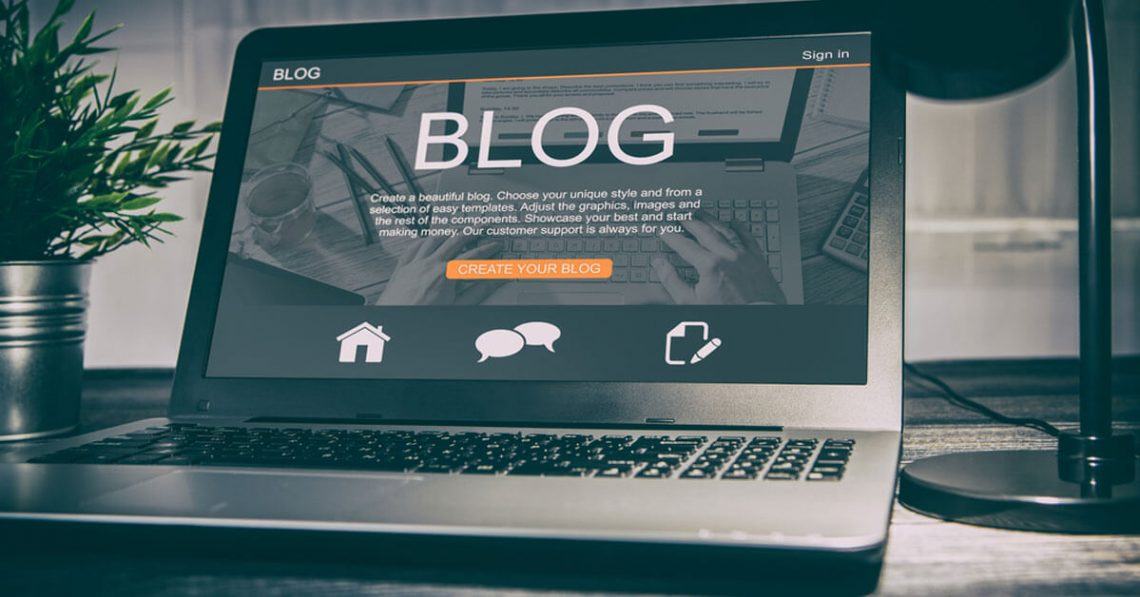 BLOG
Sign in
BLOG
Create a beautiful blog. Choose your unique style and from a
selection of easy templates. Adjust the graphics, images and
the rest of the components. Showcase your best and start
making money. Our customer support is always for you.
CREATE YOUR BLOG